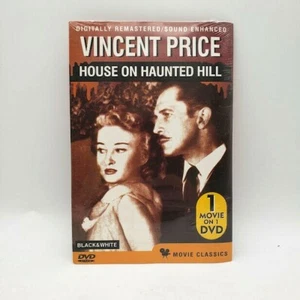 DIGITALLY REMASTERED/SOUND ENHANCED
VINCENT PRICE
HOUSE ON HAUNTED HILL
1
MOVIE
ON 1
DVD
BLACK&WHITE
DVD
MOVIE CLASSICS